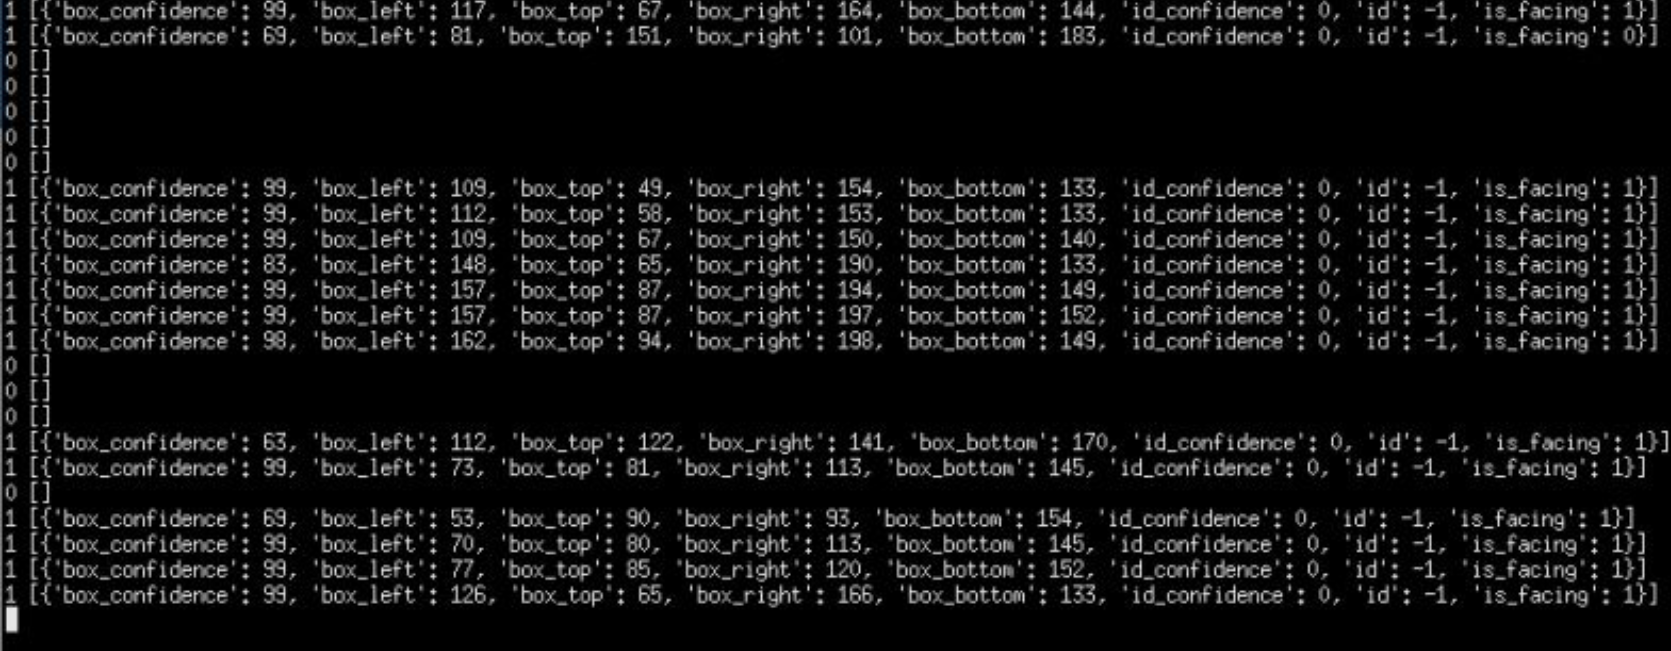 1 [{'box_confidence': 99, 'box_left': 117, 'box_top': 67, 'box_right': 164, 'box_bottom': 144, 'id_confidence': 0, 'id': -1, 'is_facing': 1}]
1 [{'box_confidence': 69, 'box_left': 81, 'box_top': 151, 'box_right': 101, 'box_bottom': 183, 'id_confidence': 0, 'id': -1, 'is_facing': 0}]
0 []
0 []
0 []
0 []
0 []
1 [{'box_confidence': 99, 'box_left': 109, 'box_top': 49, 'box_right': 154, 'box_bottom': 133, 'id_confidence': 0, 'id': -1, 'is_facing': 1}]
1 [{'box_confidence': 99, 'box_left': 112, 'box_top': 58, 'box_right': 153, 'box_bottom': 133, 'id_confidence': 0, 'id': -1, 'is_facing': 1}]
1 [{'box_confidence': 99, 'box_left': 109, 'box_top': 67, 'box_right': 150, 'box_bottom': 140, 'id_confidence': 0, 'id': -1, 'is_facing': 1}]
1 [{'box_confidence': 83, 'box_left': 148, 'box_top': 65, 'box_right': 190, 'box_bottom': 133, 'id_confidence': 0, 'id': -1, 'is_facing': 1}]
1 [{'box_confidence': 99, 'box_left': 157, 'box_top': 87, 'box_right': 194, 'box_bottom': 149, 'id_confidence': 0, 'id': -1, 'is_facing': 1}]
1 [{'box_confidence': 99, 'box_left': 157, 'box_top': 87, 'box_right': 197, 'box_bottom': 152, 'id_confidence': 0, 'id': -1, 'is_facing': 1}]
1 [{'box_confidence': 98, 'box_left': 162, 'box_top': 94, 'box_right': 198, 'box_bottom': 149, 'id_confidence': 0, 'id': -1, 'is_facing': 1}]
0 []
0 []
0 []
1 [{'box_confidence': 63, 'box_left': 112, 'box_top': 122, 'box_right': 141, 'box_bottom': 170, 'id_confidence': 0, 'id': -1, 'is_facing': 1}]
1 [{'box_confidence': 99, 'box_left': 73, 'box_top': 81, 'box_right': 113, 'box_bottom': 145, 'id_confidence': 0, 'id': -1, 'is_facing': 1}]
0 []
1 [{'box_confidence': 69, 'box_left': 53, 'box_top': 90, 'box_right': 93, 'box_bottom': 154, 'id_confidence': 0, 'id': -1, 'is_facing': 1}]
1 [{'box_confidence': 99, 'box_left': 70, 'box_top': 80, 'box_right': 113, 'box_bottom': 145, 'id_confidence': 0, 'id': -1, 'is_facing': 1}]
1 [{'box_confidence': 99, 'box_left': 77, 'box_top': 85, 'box_right': 120, 'box_bottom': 152, 'id_confidence': 0, 'id': -1, 'is_facing': 1}]
1 [{'box_confidence': 99, 'box_left': 126, 'box_top': 65, 'box_right': 166, 'box_bottom': 133, 'id_confidence': 0, 'id': -1, 'is_facing': 1}]